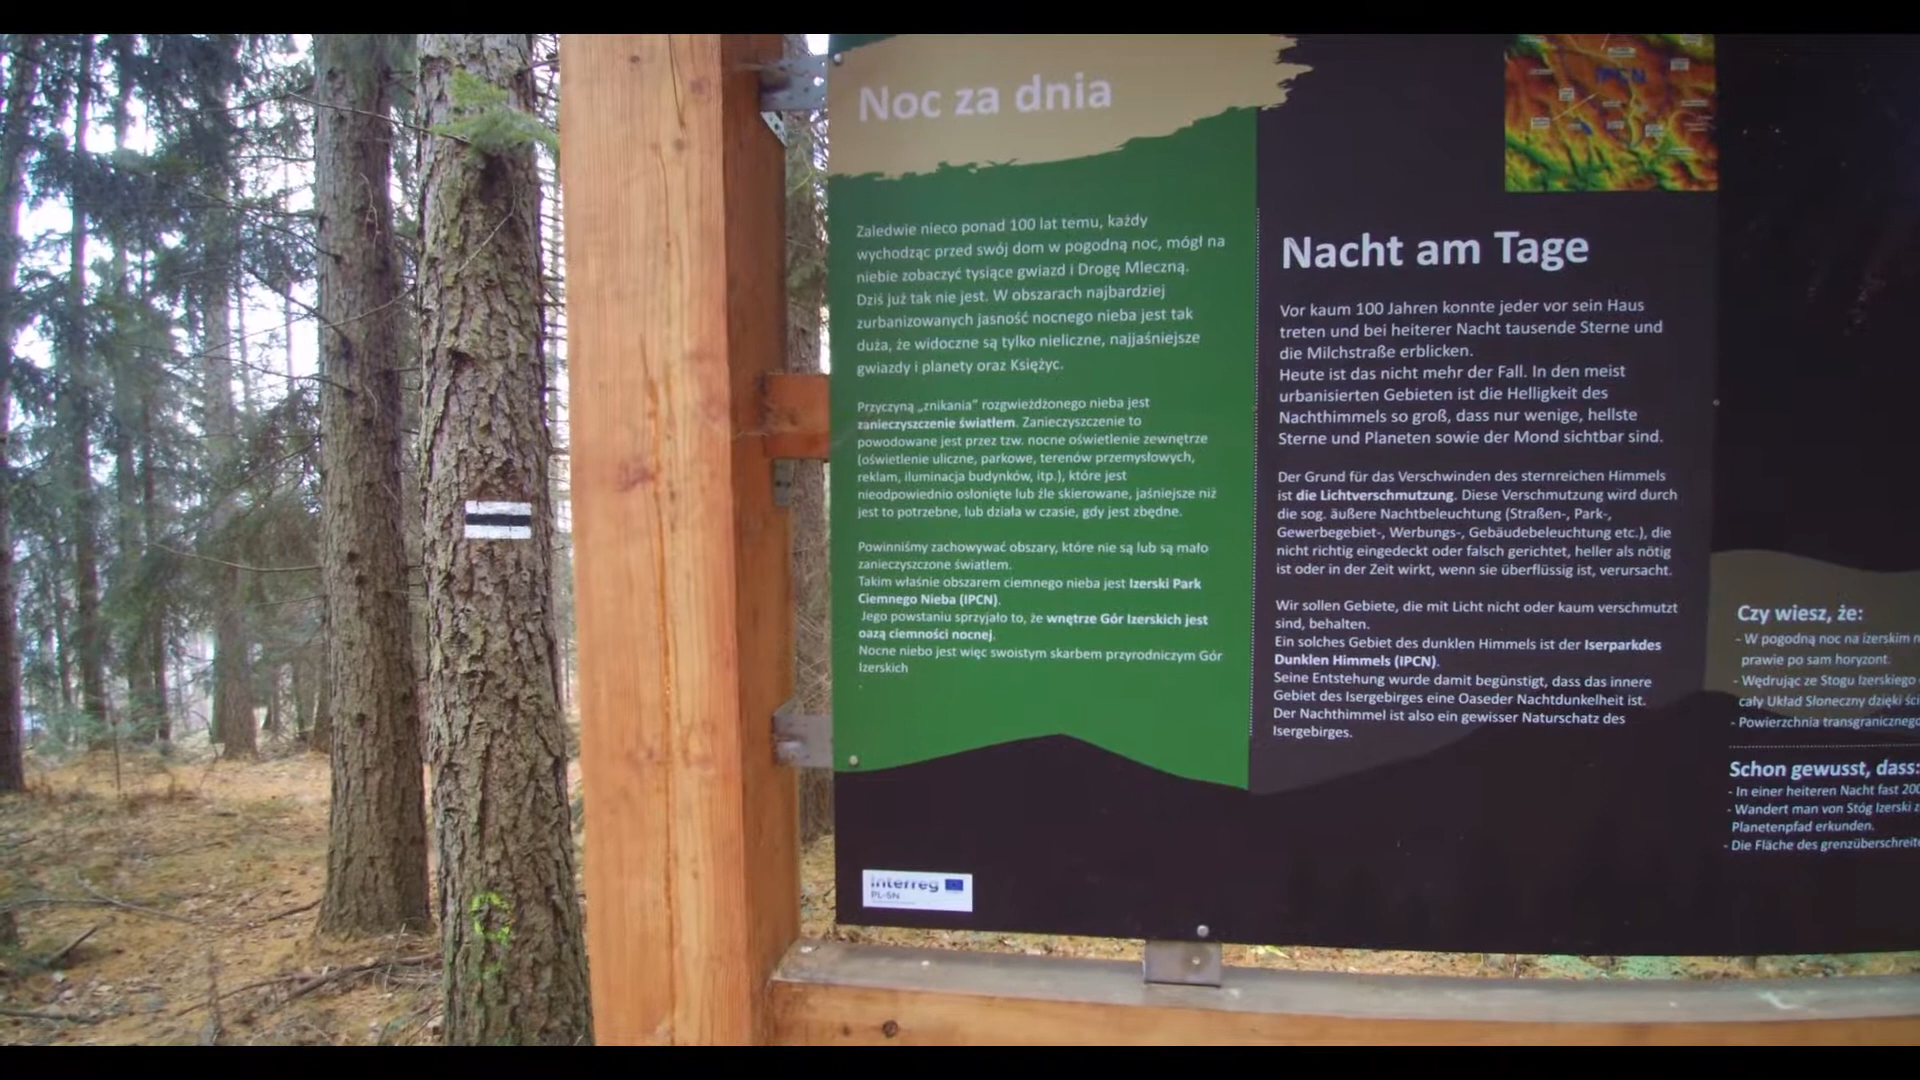 Noc za dnia
Zaledwie nieco ponad 100 lat temu, każdy
wychodząc przed swój dom w pogodną noc, mógł na
niebie zobaczyć tysiące gwiazd i Drogę Mleczną.
Dziś już tak nie jest. W obszarach najbardziej
zurbanizowanych jasność nocnego nieba jest tak
duża, że widoczne są tylko nieliczne, najjaśniejsze
gwiazdy i planety oraz Księżyc.
Przyczyną „znikania” rozgwieżdżonego nieba jest
zanieczyszczenie światłem. Zanieczyszczenie to
powodowane jest przez tzw. nocne oświetlenie zewnętrze
(oświetlenie uliczne, parkowe, terenów przemysłowych,
reklam, iluminacja budynków, itp.), które jest
nieodpowiednio osłonięte lub źle skierowane, jaśniejsze niż
jest to potrzebne, lub działa w czasie, gdy jest zbędne.
Powinniśmy zachowywać obszary, które nie są lub są mało
zanieczyszczone światłem.
Takim właśnie obszarem ciemnego nieba jest Izerski Park
Ciemnego Nieba (IPCN).
Jego powstaniu sprzyjało to, że wnętrze Gór Izerskich jest
oazą ciemności nocnej.
Nocne niebo jest więc swoistym skarbem przyrodniczym Gór
Izerskich
.
Interreg
PL-SN
IPCN
Nacht am Tage
Vor kaum 100 Jahren konnte jeder vor sein Haus
treten und bei heiterer Nacht tausende Sterne und
die Milchstraße erblicken.
Heute ist das nicht mehr der Fall. In den meist
urbanisierten Gebieten ist die Helligkeit des
Nachthimmels so groß, dass nur wenige, hellste
Sterne und Planeten sowie der Mond sichtbar sind.
Der Grund für das Verschwinden des sternreichen Himmels
ist die Lichtverschmutzung. Diese Verschmutzung wird durch
die sog. äußere Nachtbeleuchtung (Straßen-, Park-,
Gewerbegebiet-, Werbungs-, Gebäudebeleuchtung etc.), die
nicht richtig eingedeckt oder falsch gerichtet, heller als nötig
ist oder in der Zeit wirkt, wenn sie überflüssig ist, verursacht.
Wir sollen Gebiete, die mit Licht nicht oder kaum verschmutzt
sind, behalten.
Ein solches Gebiet des dunklen Himmels ist der Iserparkdes
Dunklen Himmels (IPCN).
Seine Entstehung wurde damit begünstigt, dass das innere
Gebiet des Isergebirges eine Oaseder Nachtdunkelheit ist.
Der Nachthimmel ist also ein gewisser Naturschatz des
Isergebirges.
Czy wiesz, że:
- W pogodną noc na izerskim n
prawie po sam horyzont.
- Wędrując ze Stogu Izerskiego
cały Układ Słoneczny dzięki ści
- Powierzchnia transgranicznego
Schon gewusst, dass:
- In einer heiteren Nacht fast 200
- Wandert man von Stóg Izerski z
Planetenpfad erkunden.
- Die Fläche des grenzüberschreite